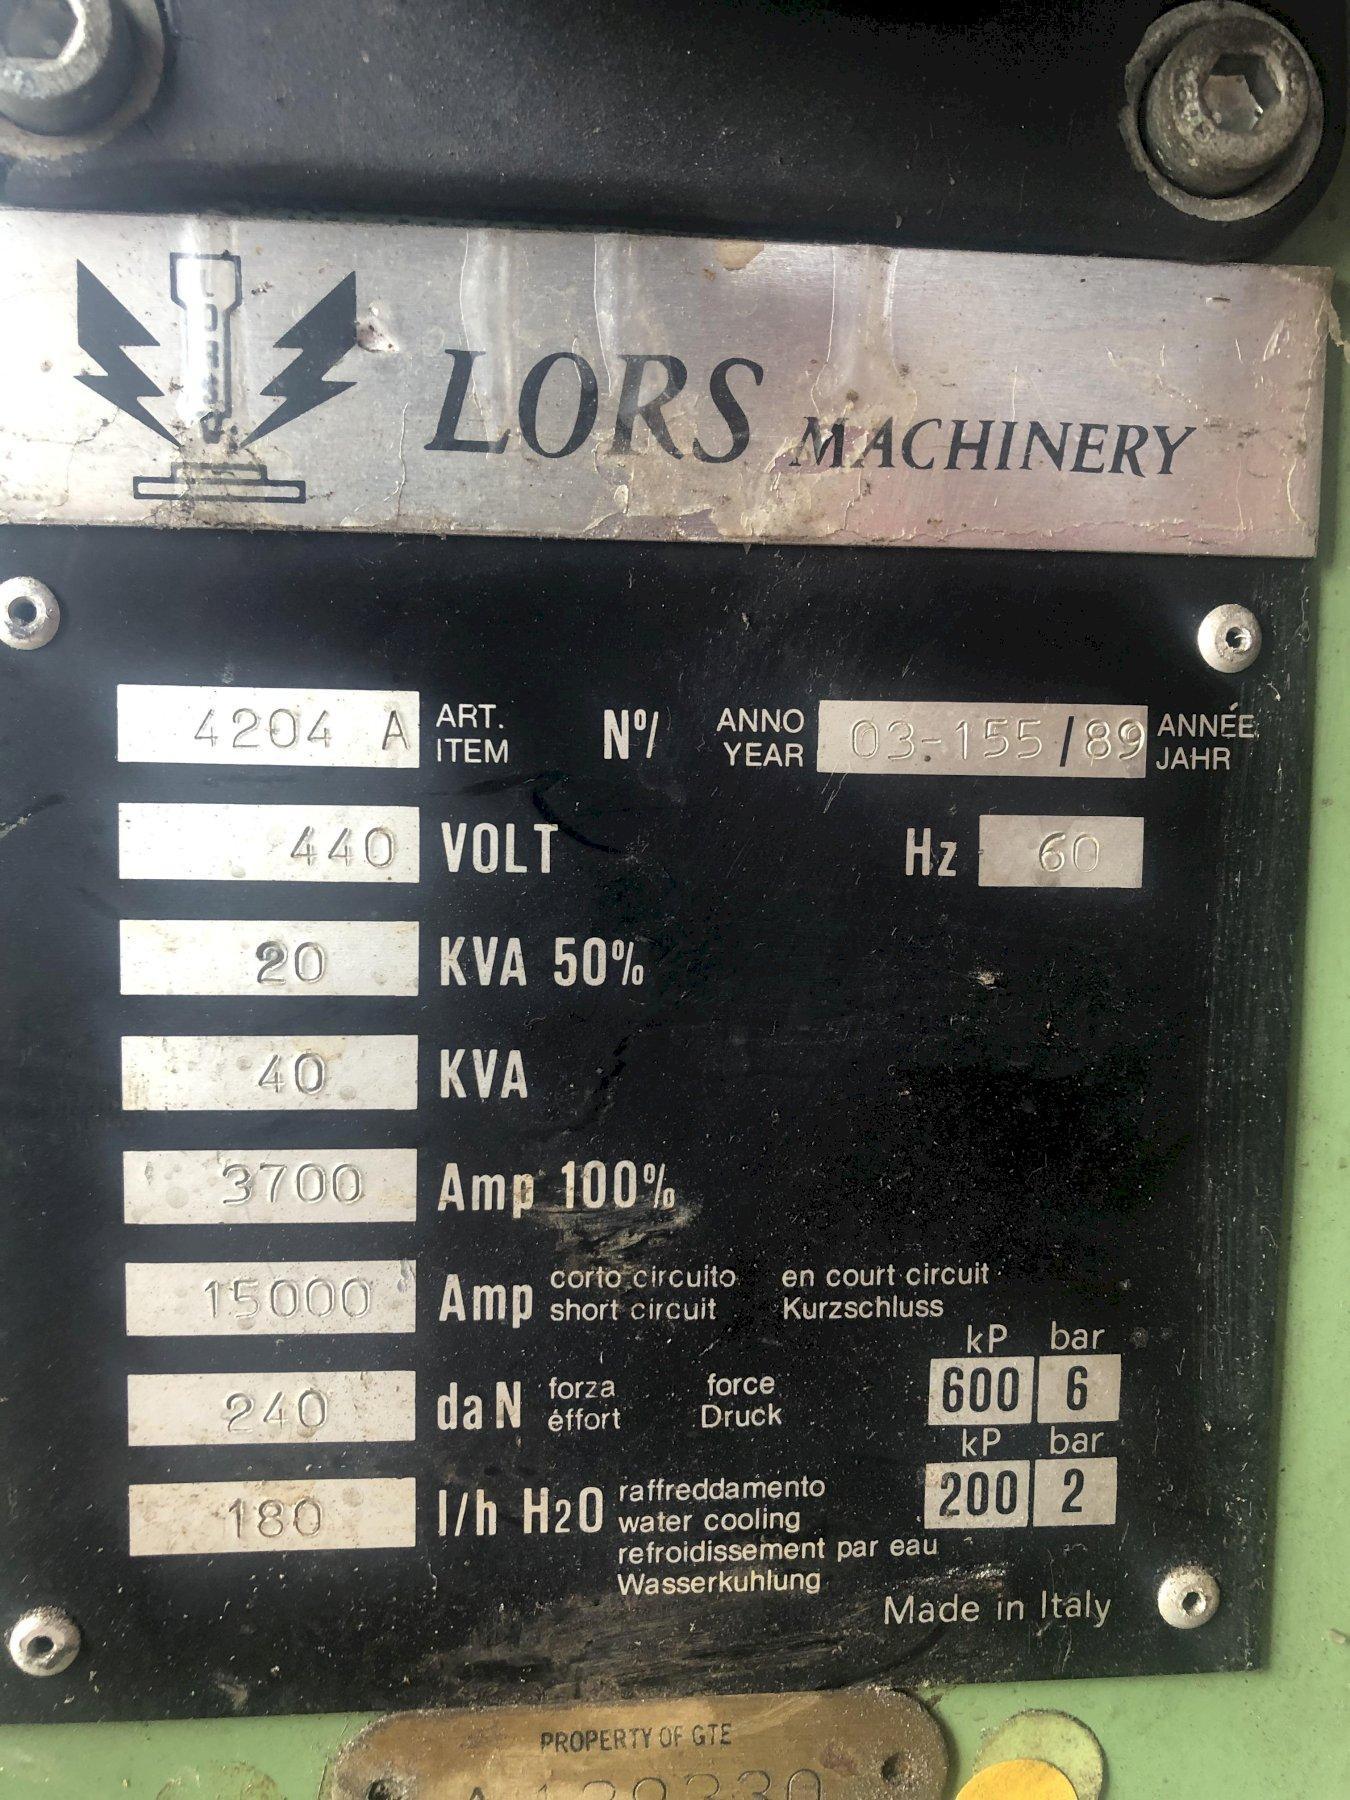 LORSA
LORS MACHINERY
4204 A ART. ITEM Nº/ ANNO YEAR 03-155/89 ANNÉE JAHR
440 VOLT Hz 60
20 KVA 50%
40 KVA
3700 Amp 100%
15000 Amp corto circuito en court circuit
short circuit Kurzschluss
kP bar
240 daN forza force 600 6
éffort Druck
kP bar
180 l/h H2O raffreddamento 200 2
water cooling
refroidissement par eau
Wasserkuhlung
Made in Italy
PROPERTY OF GTE